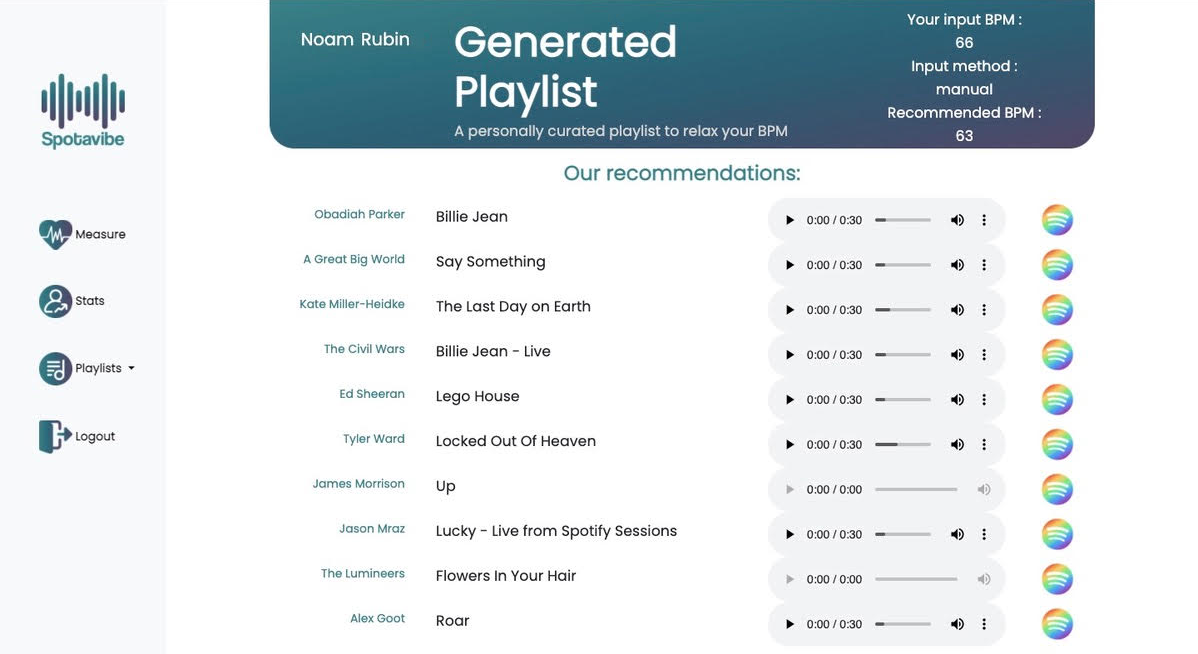 Noam Rubin
Generated
Playlist
A personally curated playlist to relax your BPM
Your input BPM :
66
Input method :
manual
Recommended BPM :
63
Spotavibe
Measure
Stats
Playlists
Logout
Our recommendations:
Obadiah Parker Billie Jean 0:00 / 0:30
A Great Big World Say Something 0:00 / 0:30
Kate Miller-Heidke The Last Day on Earth 0:00 / 0:30
The Civil Wars Billie Jean - Live 0:00 / 0:30
Ed Sheeran Lego House 0:00 / 0:30
Tyler Ward Locked Out Of Heaven 0:00 / 0:30
James Morrison Up 0:00 / 0:00
Jason Mraz Lucky - Live from Spotify Sessions 0:00 / 0:30
The Lumineers Flowers In Your Hair 0:00 / 0:00
Alex Goot Roar 0:00 / 0:30